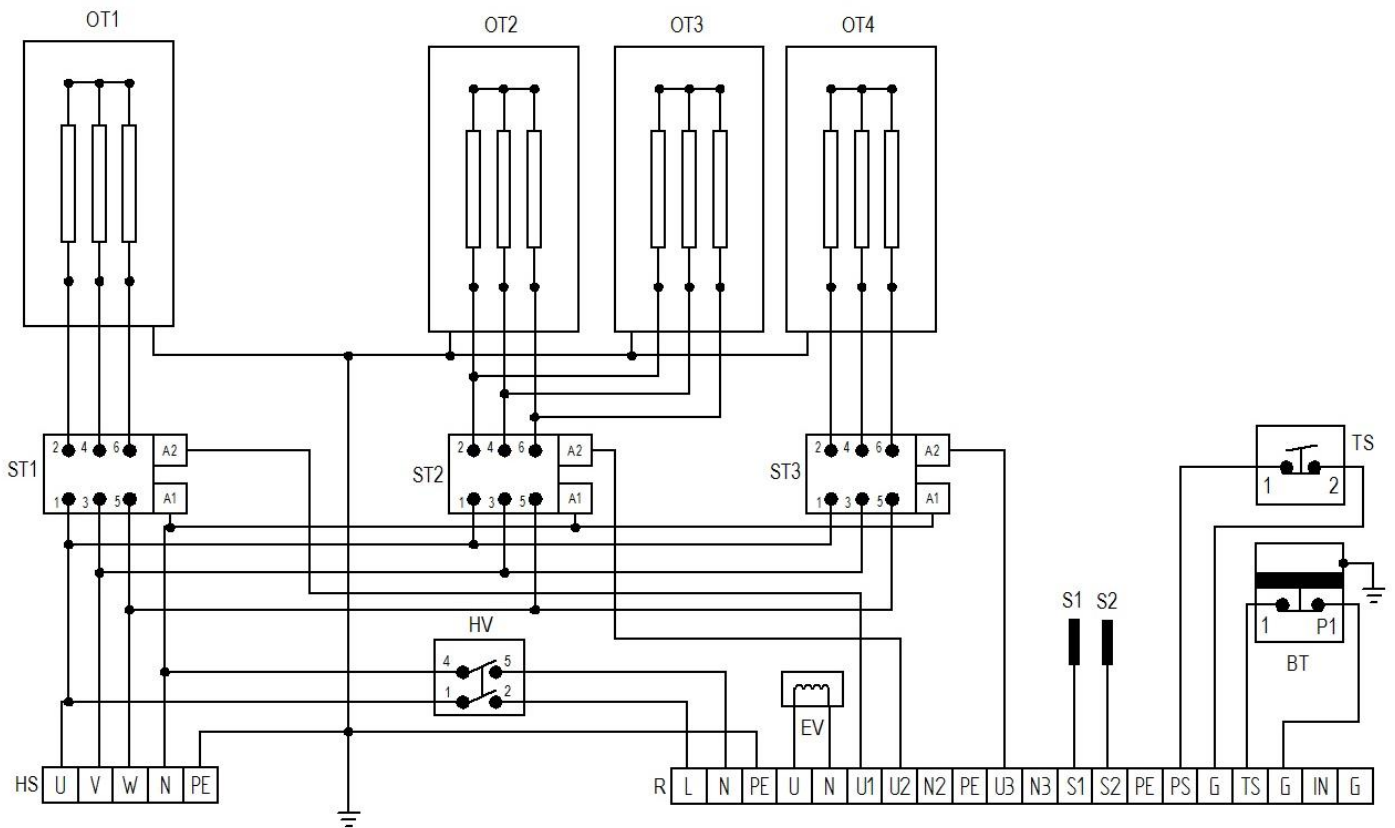 OT1 OT2 OT3 OT4
2 4 6 A2 2 4 6 A2 2 4 6 A2 TS
ST1 ST2 ST3 1 2
1 3 5 A1 1 3 5 A1 1 3 5 A1
S1 S2
HV 1 P1
4 5 BT
1 2
EV
HS U V W N PE R L N PE U N U1 U2 N2 PE U3 N3 S1 S2 PE PS G TS G IN G